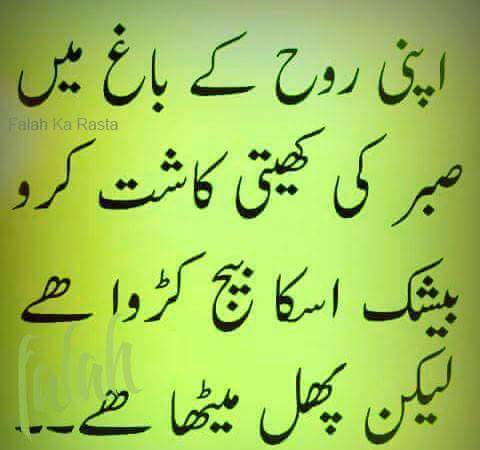 اپنی روح کے باغ میں
Falah Ka Rasta
صبر کی کھیتی کاشت کرو
بیشک اسکا بیج کڑوا ھے
لیکن پھل میٹھا ھے۔۔۔
falah